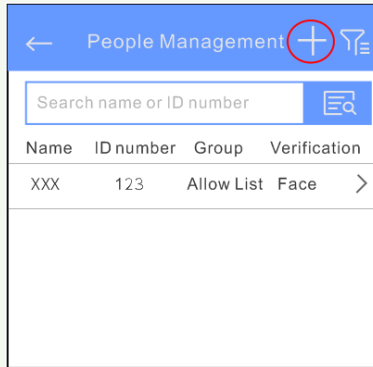 People Management
Search name or ID number
Name ID number Group Verification
XXX 123 Allow List Face